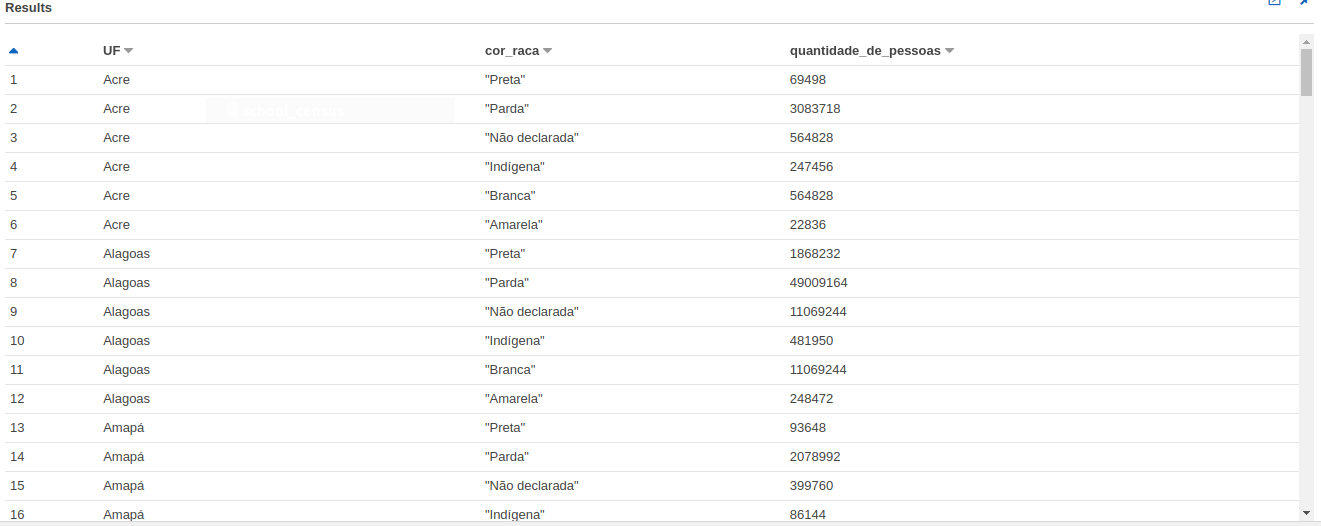 Results
UF cor_raca quantidade_de_pessoas
1 Acre "Preta" 69498
2 Acre "Parda" 3083718
3 Acre "Não declarada" 564828
4 Acre "Indígena" 247456
5 Acre "Branca" 564828
6 Acre "Amarela" 22836
7 Alagoas "Preta" 1868232
8 Alagoas "Parda" 49009164
9 Alagoas "Não declarada" 11069244
10 Alagoas "Indígena" 481950
11 Alagoas "Branca" 11069244
12 Alagoas "Amarela" 248472
13 Amapá "Preta" 93648
14 Amapá "Parda" 2078992
15 Amapá "Não declarada" 399760
16 Amapá "Indígena" 86144